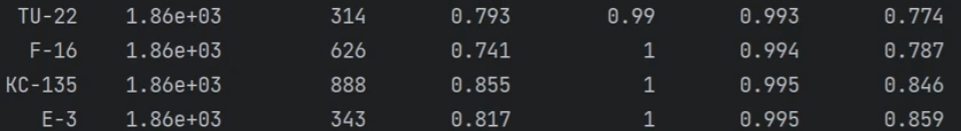 TU-22 1.86e+03 314 0.793 0.99 0.993 0.774
F-16 1.86e+03 626 0.741 1 0.994 0.787
KC-135 1.86e+03 888 0.855 1 0.995 0.846
E-3 1.86e+03 343 0.817 1 0.995 0.859